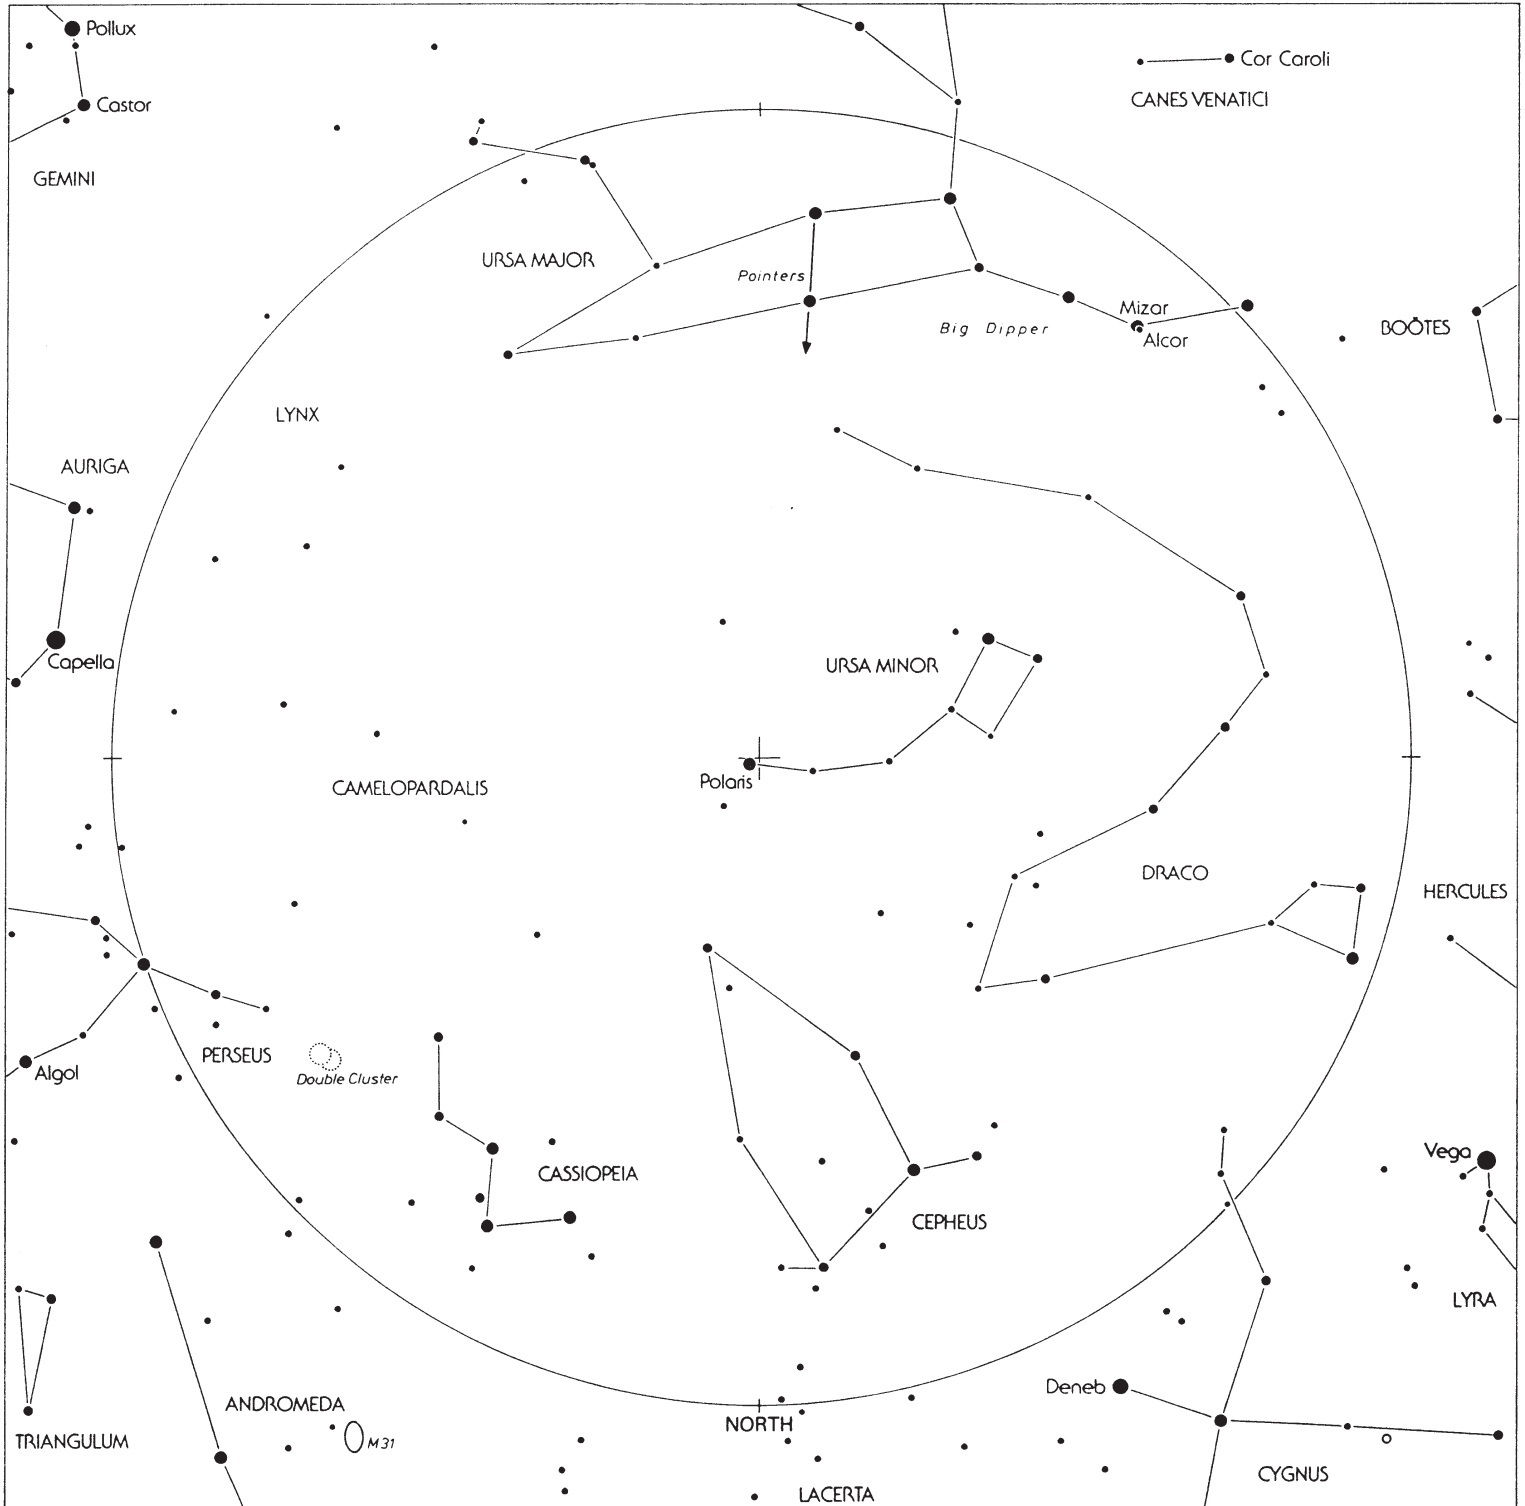 Pollux
Cor Caroli
Castor
CANES VENATICI
GEMINI
URSA MAJOR
Pointers
Mizar
Big Dipper
BOÖTES
Alcor
LYNX
AURIGA
Capella
URSA MINOR
Polaris
CAMELOPARDALIS
DRACO
HERCULES
PERSEUS
Algol
Double Cluster
Vega
CASSIOPEIA
CEPHEUS
LYRA
Deneb
ANDROMEDA
NORTH
TRIANGULUM
M31
CYGNUS
LACERTA